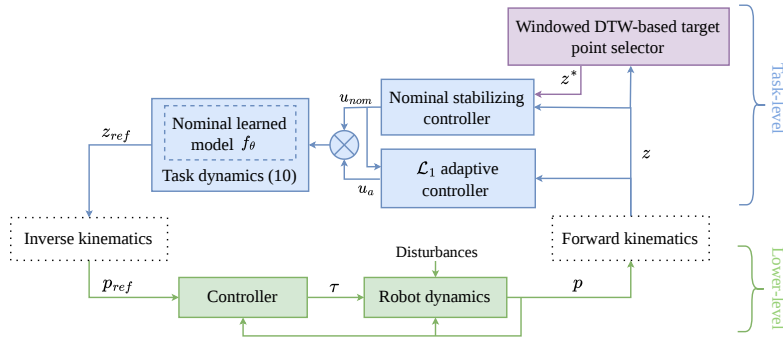 Windowed DTW-based target
point selector
z*
Nominal stabilizing
controller
u_nom
Nominal learned
model f_θ
Task dynamics (10)
z_ref
ℒ₁ adaptive
controller
u_a
z
Task-level
Inverse kinematics
Forward kinematics
Disturbances
p_ref
Controller
τ
Robot dynamics
p
Lower-level